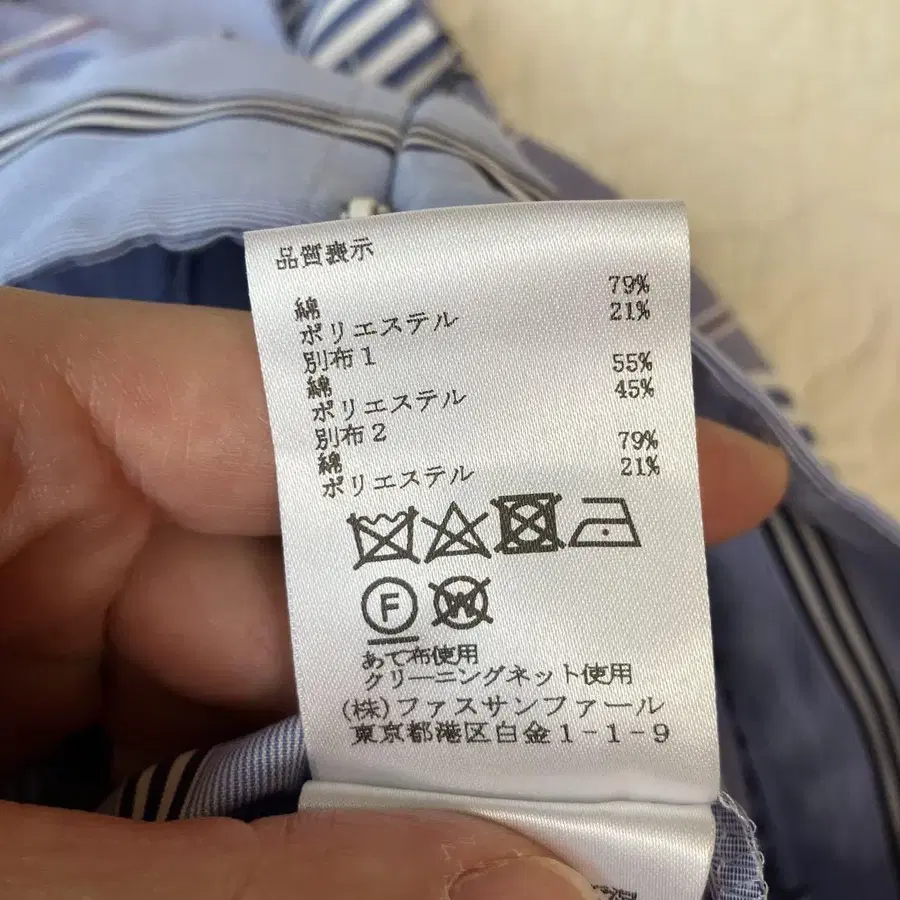 品質表示
綿 79%
ポリエステル 21%
別布1
綿 55%
ポリエステル 45%
別布2
綿 79%
ポリエステル 21%
F W
あて布使用
クリーニングネット使用
(株)ファスサンファール
東京都港区白金1-1-9